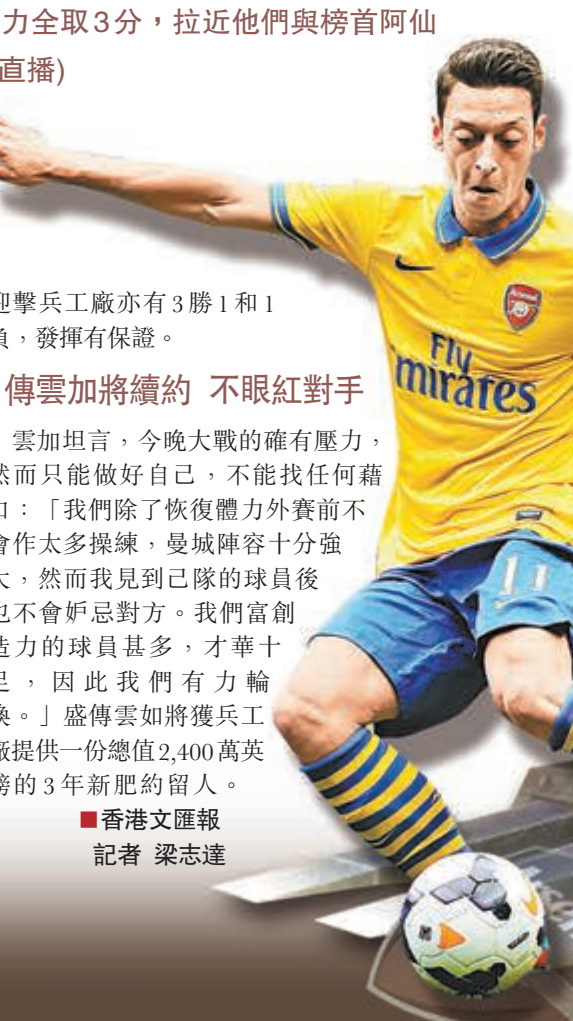 力全取3分，拉近他們與榜首阿仙
直播)
迎擊兵工廠亦有3勝1和1
負，發揮有保證。
傳雲加將續約 不眼紅對手
雲加坦言，今晚大戰的確有壓力，
然而只能做好自己，不能找任何藉
口：「我們除了恢復體力外賽前不
會作太多操練，曼城陣容十分強
大，然而我見到己隊的球員後
也不會妒忌對方。我們富創
造力的球員甚多，才華十
足，因此我們有力輪
換。」盛傳雲如將獲兵工
廠提供一份總值2,400萬英
鎊的3年新肥約留人。
■香港文匯報
記者 梁志達
Arsenal
Fly
mirates
11